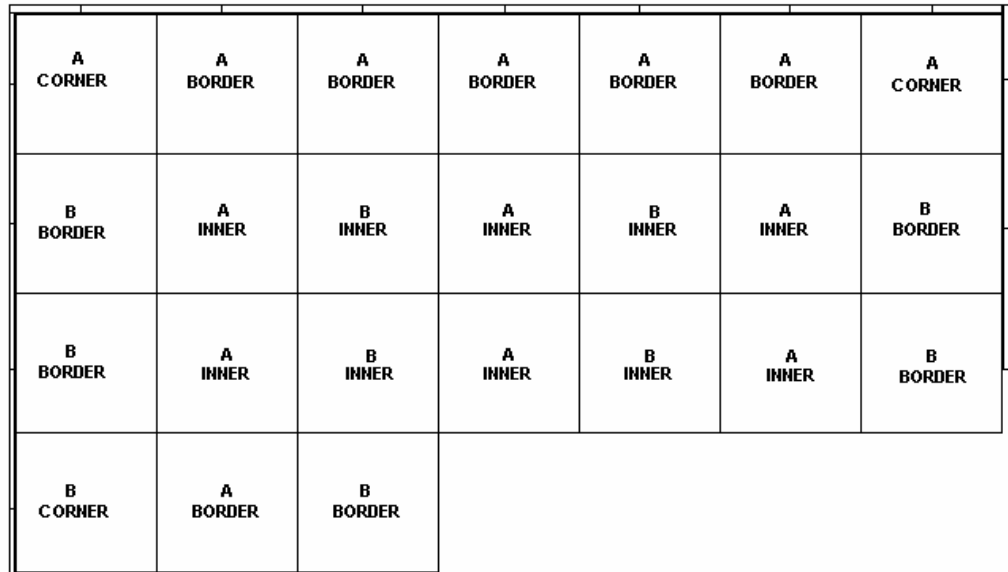 A A A A A A A
CORNER BORDER BORDER BORDER BORDER BORDER CORNER
B A B A B A B
BORDER INNER INNER INNER INNER INNER BORDER
B A B A B A B
BORDER INNER INNER INNER INNER INNER BORDER
B A B
CORNER BORDER BORDER